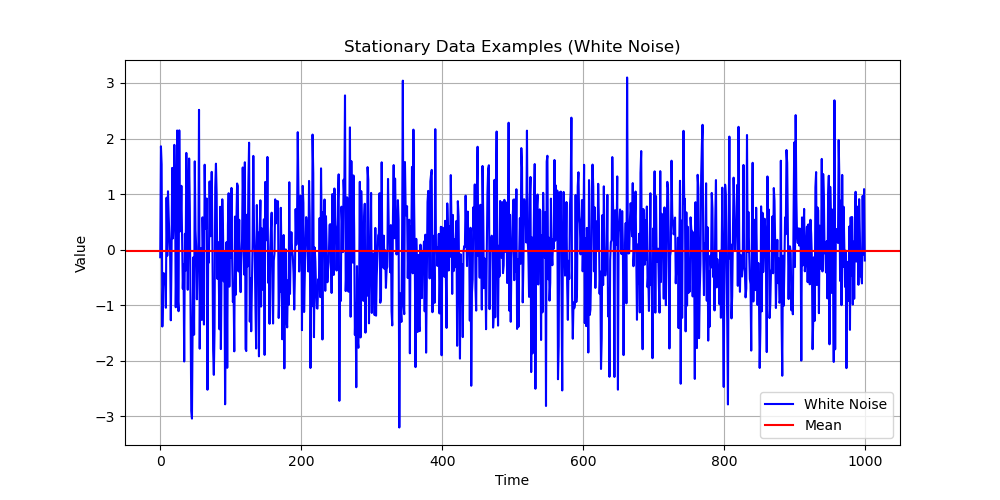 Stationary Data Examples (White Noise)
3
2
1
0
−1
−2
−3
Value
0
200
400
600
800
1000
Time
White Noise
Mean